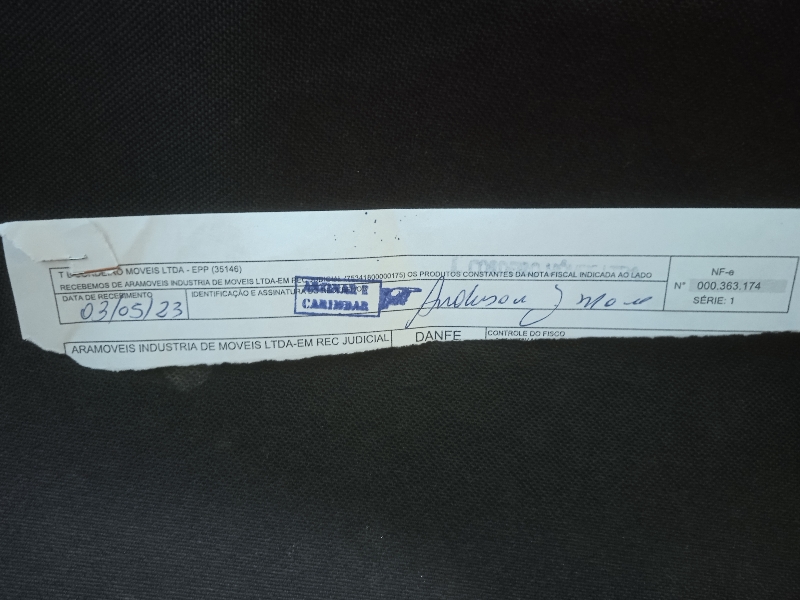 MOVEIS LTDA - EPP (35146)
RECEBEMOS DE ARAMOVEIS INDUSTRIA DE MOVEIS LTDA-EM REC JUDICIAL (75341800000175) OS PRODUTOS CONSTANTES DA NOTA FISCAL INDICADA AO LADO
DATA DE RECEBIMENTO
IDENTIFICAÇÃO E ASSINATURA
03/05/23
ASSINAR E
CARIMBAR
Anderson J
NF-e
N° 000.363.174
SÉRIE: 1
ARAMOVEIS INDUSTRIA DE MOVEIS LTDA-EM REC JUDICIAL
DANFE
CONTROLE DO FISCO